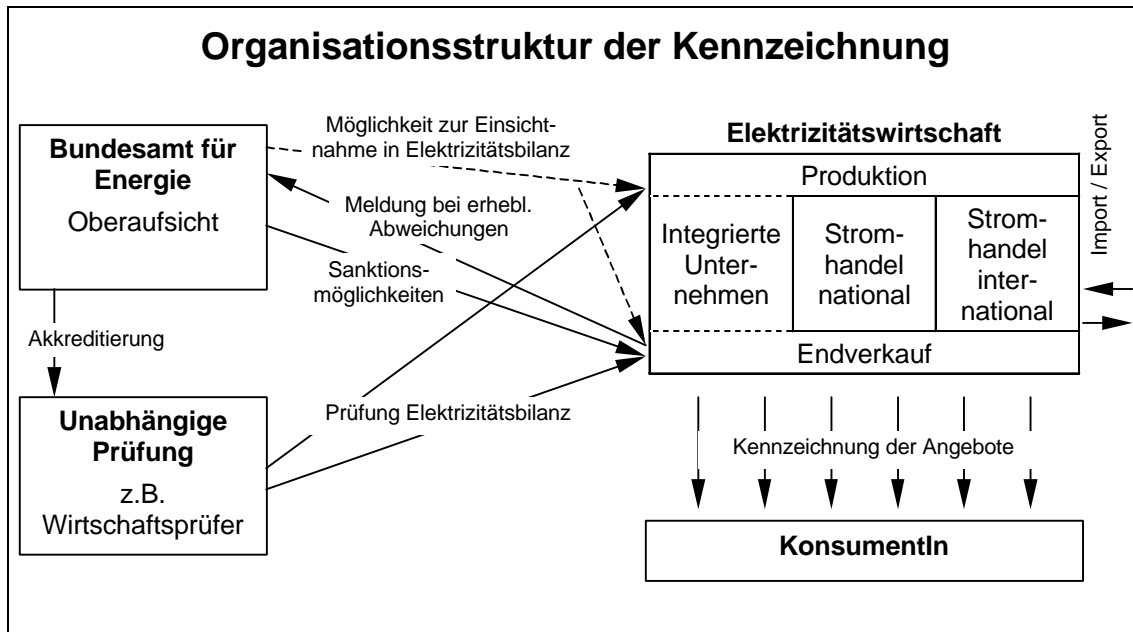 Organisationsstruktur der Kennzeichnung
Bundesamt für
Energie
Oberaufsicht
Möglichkeit zur Einsicht-
nahme in Elektrizitätsbilanz
Meldung bei erhebl.
Abweichungen
Sanktions-
möglichkeiten
Akkreditierung
Unabhängige
Prüfung
z.B.
Wirtschaftsprüfer
Prüfung Elektrizitätsbilanz
Elektrizitätswirtschaft
Produktion
Integrierte
Unter-
nehmen
Strom-
handel
national
Strom-
handel
inter-
national
Endverkauf
Import / Export
Kennzeichnung der Angebote
KonsumentIn